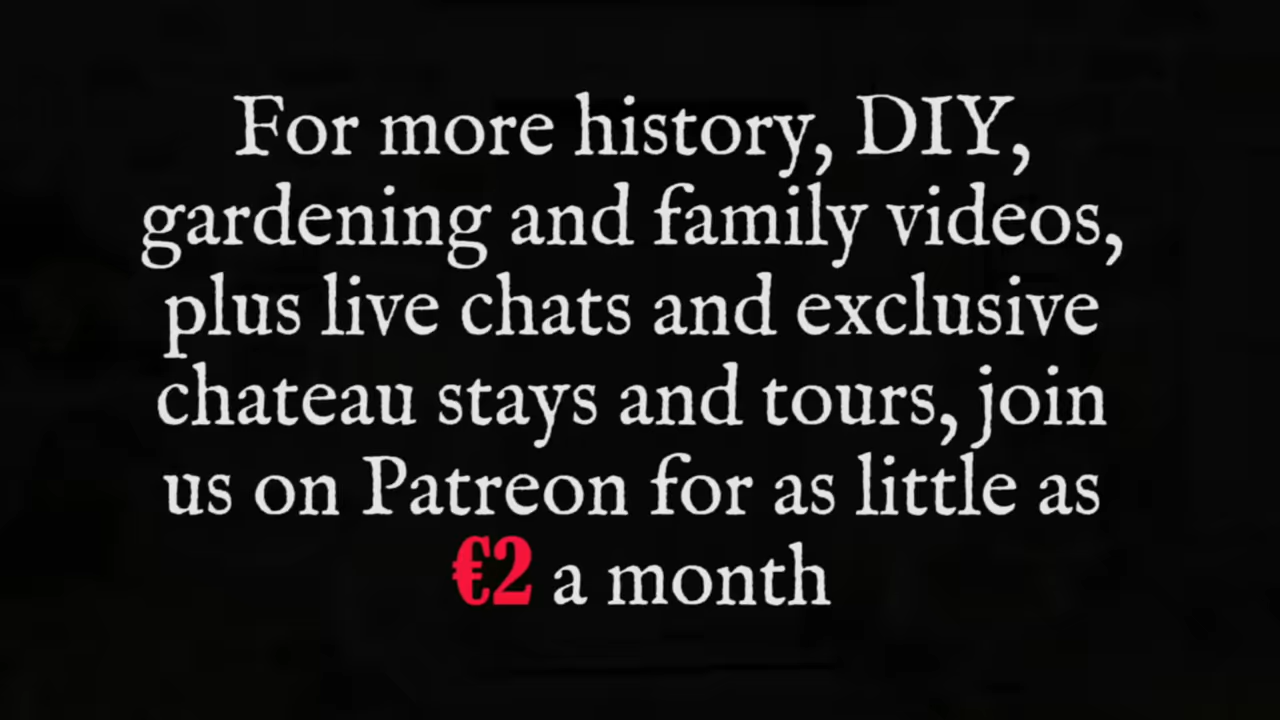 For more history, DIY,
gardening and family videos,
plus live chats and exclusive
chateau stays and tours, join
us on Patreon for as little as
€2 a month